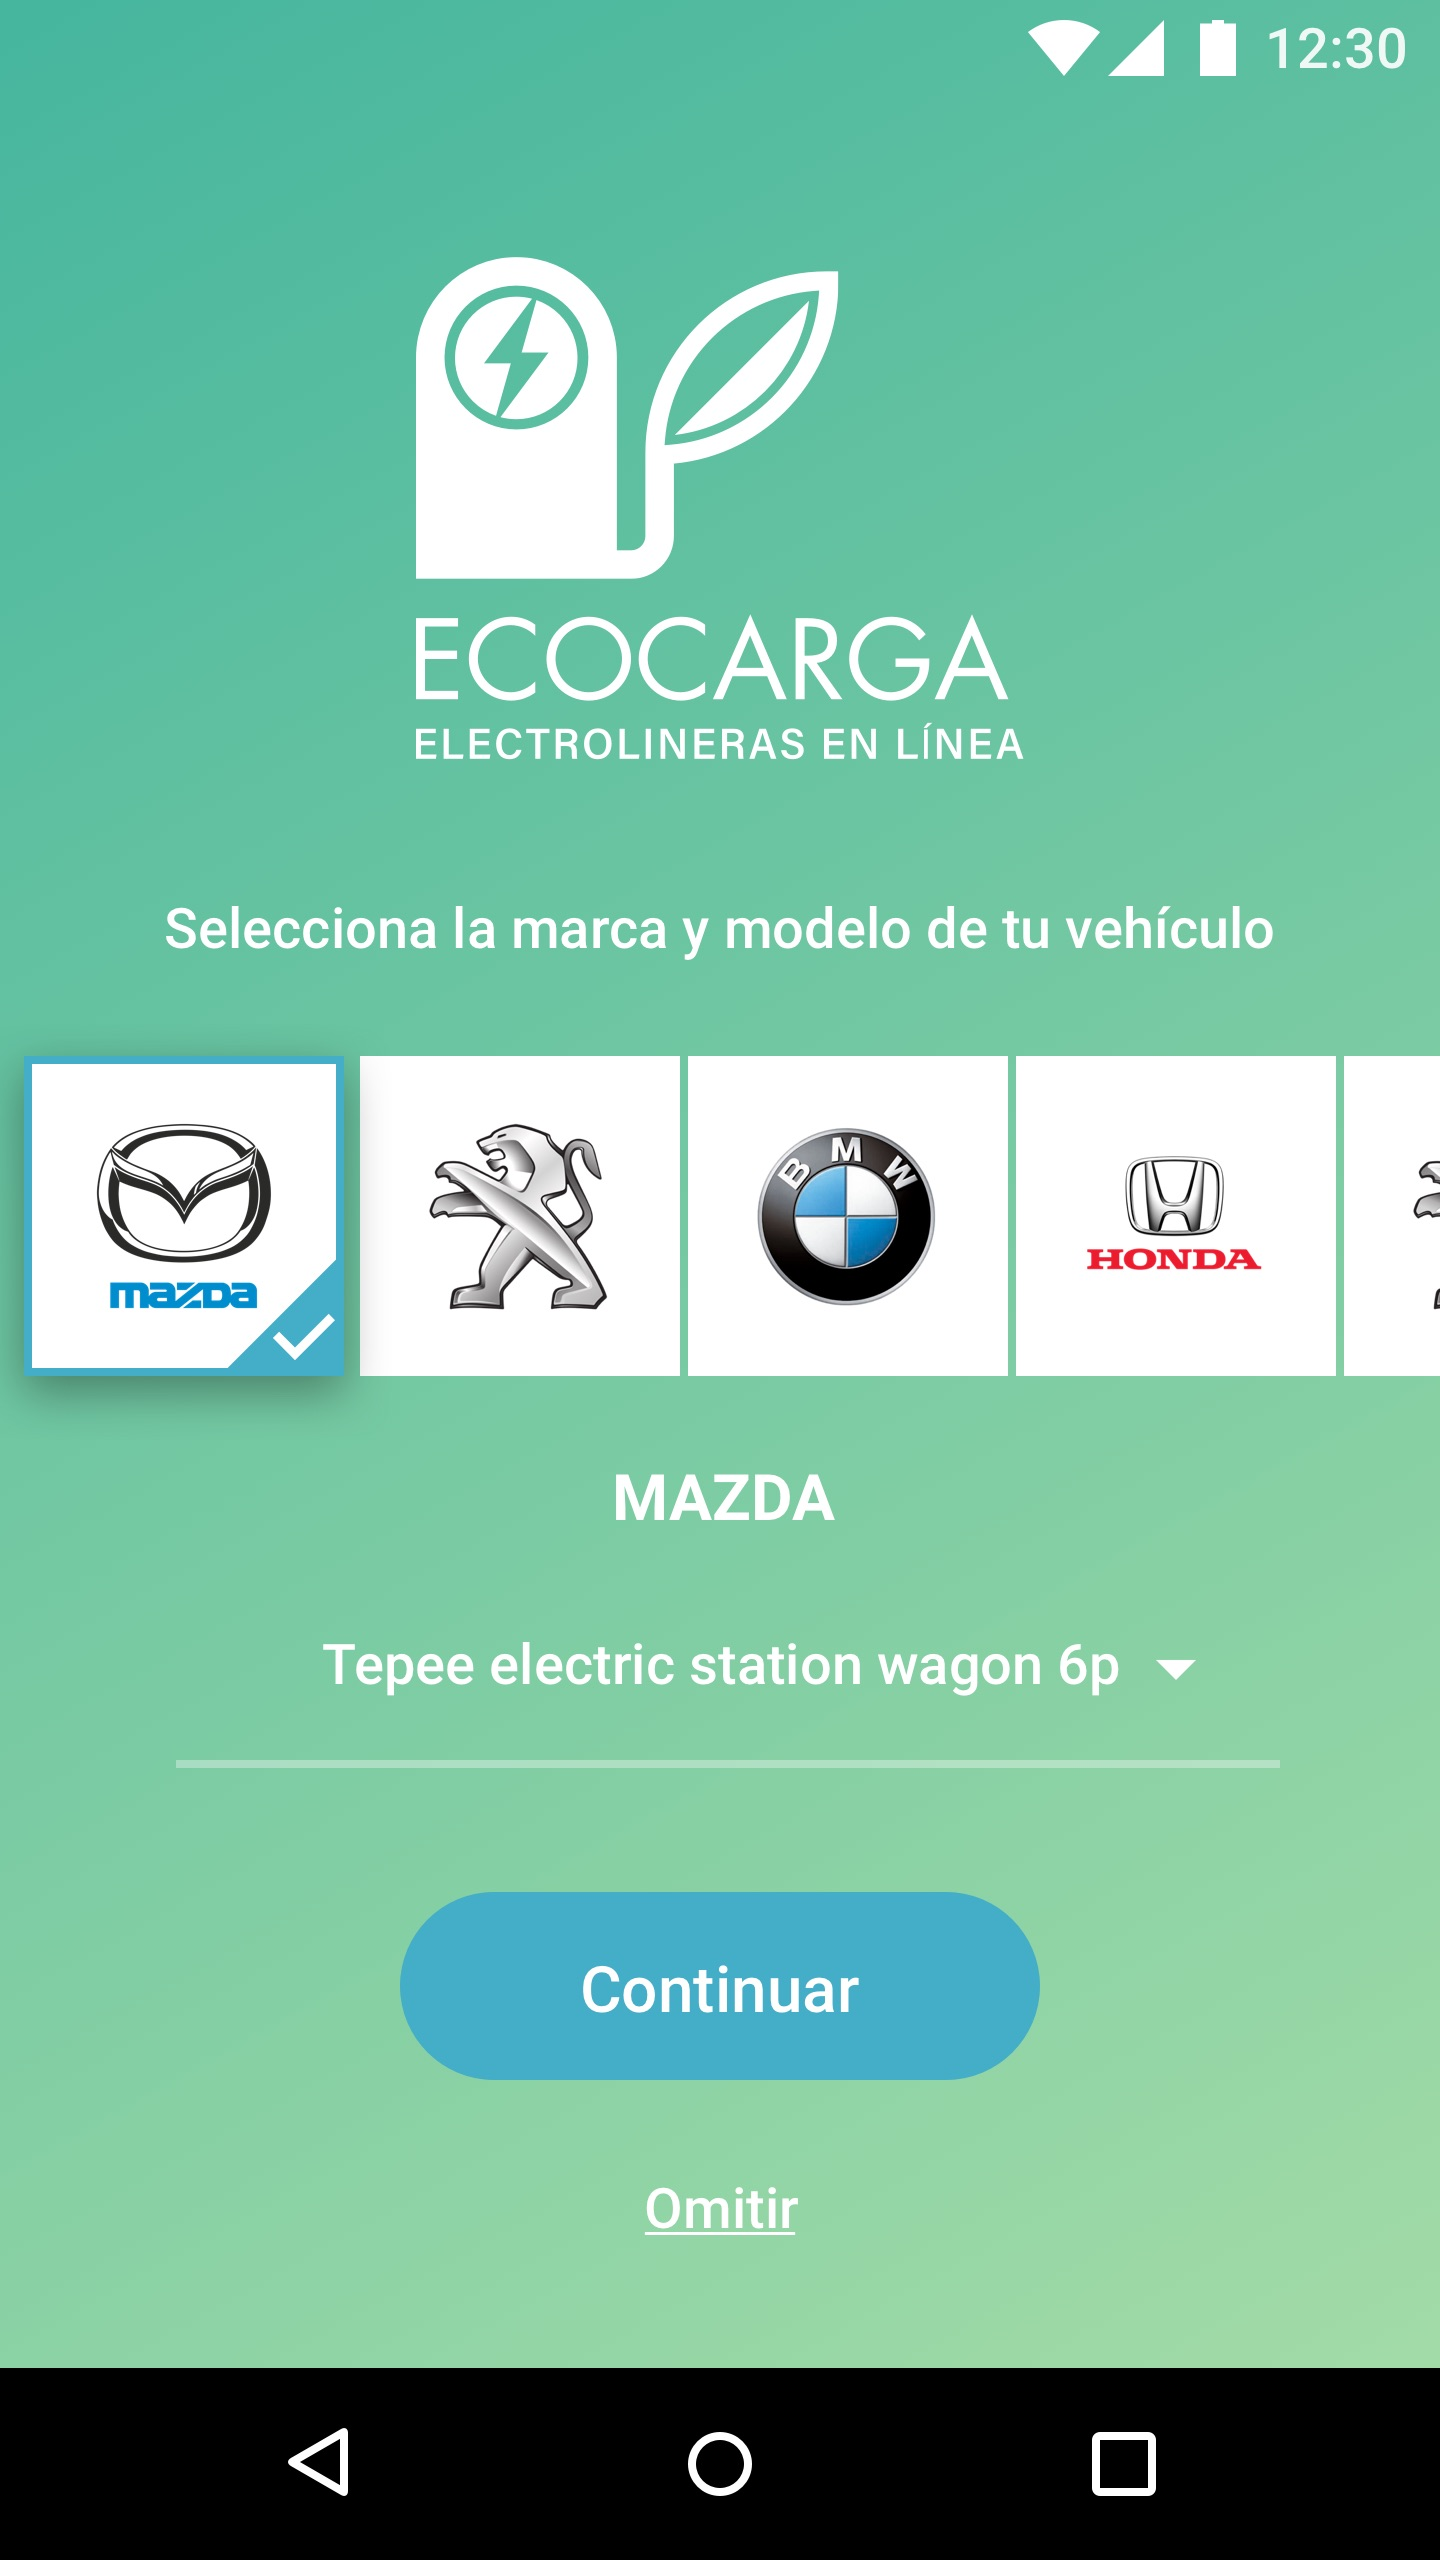 12:30
ECOCARGA
ELECTROLINERAS EN LÍNEA
Selecciona la marca y modelo de tu vehículo
mazda
BMW
HONDA
MAZDA
Tepee electric station wagon 6p
Continuar
Omitir